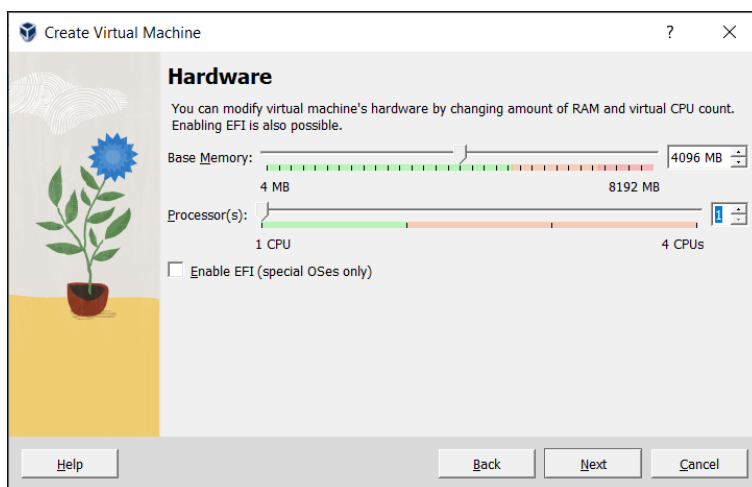 Create Virtual Machine
Hardware
You can modify virtual machine's hardware by changing amount of RAM and virtual CPU count.
Enabling EFI is also possible.
Base Memory: 4096 MB
4 MB 8192 MB
Processor(s): 1
1 CPU 4 CPUs
Enable EFI (special OSes only)
Help Back Next Cancel